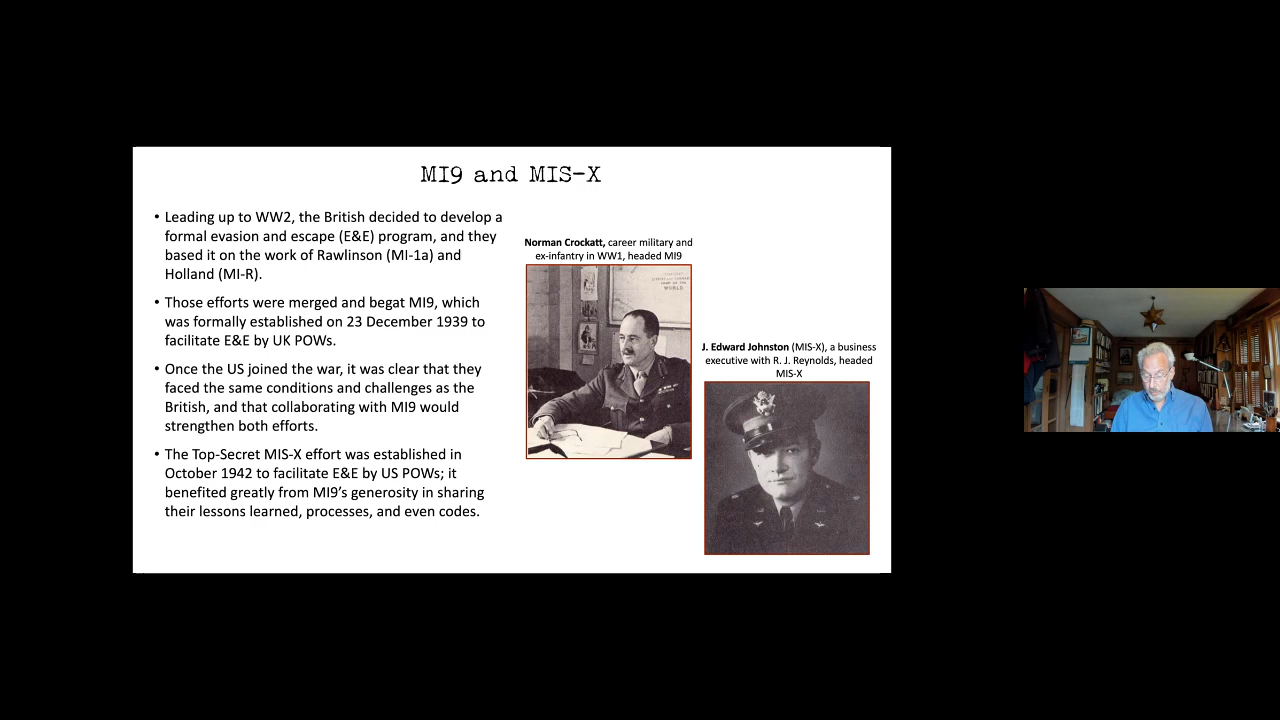 MI9 and MIS-X
• Leading up to WW2, the British decided to develop a
formal evasion and escape (E&E) program, and they
based it on the work of Rawlinson (MI-1a) and
Holland (MI-R).
• Those efforts were merged and begat MI9, which
was formally established on 23 December 1939 to
facilitate E&E by UK POWs.
• Once the US joined the war, it was clear that they
faced the same conditions and challenges as the
British, and that collaborating with MI9 would
strengthen both efforts.
• The Top-Secret MIS-X effort was established in
October 1942 to facilitate E&E by US POWs; it
benefited greatly from MI9’s generosity in sharing
their lessons learned, processes, and even codes.
Norman Crockatt, career military and
ex-infantry in WW1, headed MI9
WORLD
J. Edward Johnston (MIS-X), a business
executive with R. J. Reynolds, headed
MIS-X